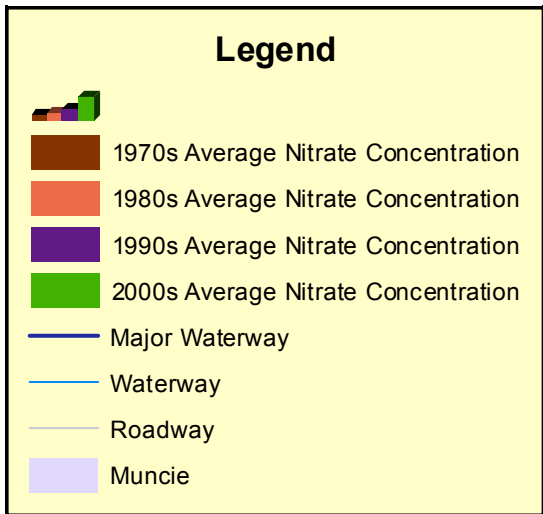 Legend
1970s Average Nitrate Concentration
1980s Average Nitrate Concentration
1990s Average Nitrate Concentration
2000s Average Nitrate Concentration
Major Waterway
Waterway
Roadway
Muncie